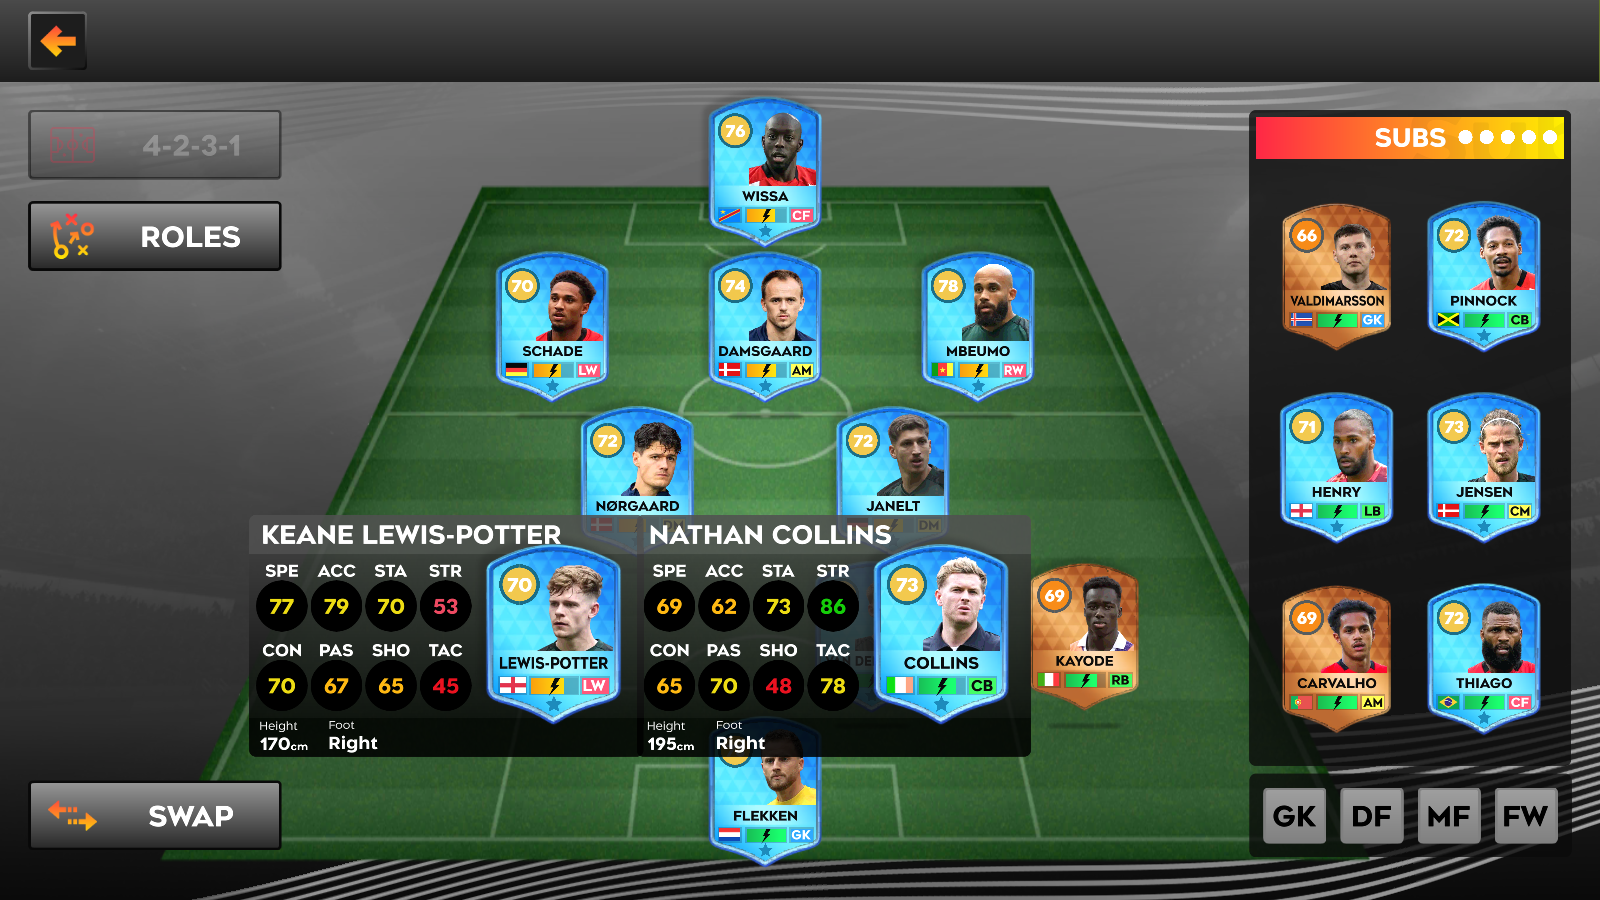 4-2-3-1
ROLES
SWAP
76
WISSA
CF
70
SCHADE
LW
74
DAMSGAARD
AM
78
MBEUMO
RW
72
NØRGAARD
DM
72
JANELT
DM
KEANE LEWIS-POTTER
SPE ACC STA STR
77 79 70 53
CON PAS SHO TAC
70 67 65 45
Height Foot
170cm Right
70
LEWIS-POTTER
LW
NATHAN COLLINS
SPE ACC STA STR
69 62 73 86
CON PAS SHO TAC
65 70 48 78
Height Foot
195cm Right
73
COLLINS
CB
69
KAYODE
RB
FLEKKEN
GK
SUBS
66
VALDIMARSSON
GK
72
PINNOCK
CB
71
HENRY
LB
73
JENSEN
CM
69
CARVALHO
AM
72
THIAGO
CF
GK DF MF FW